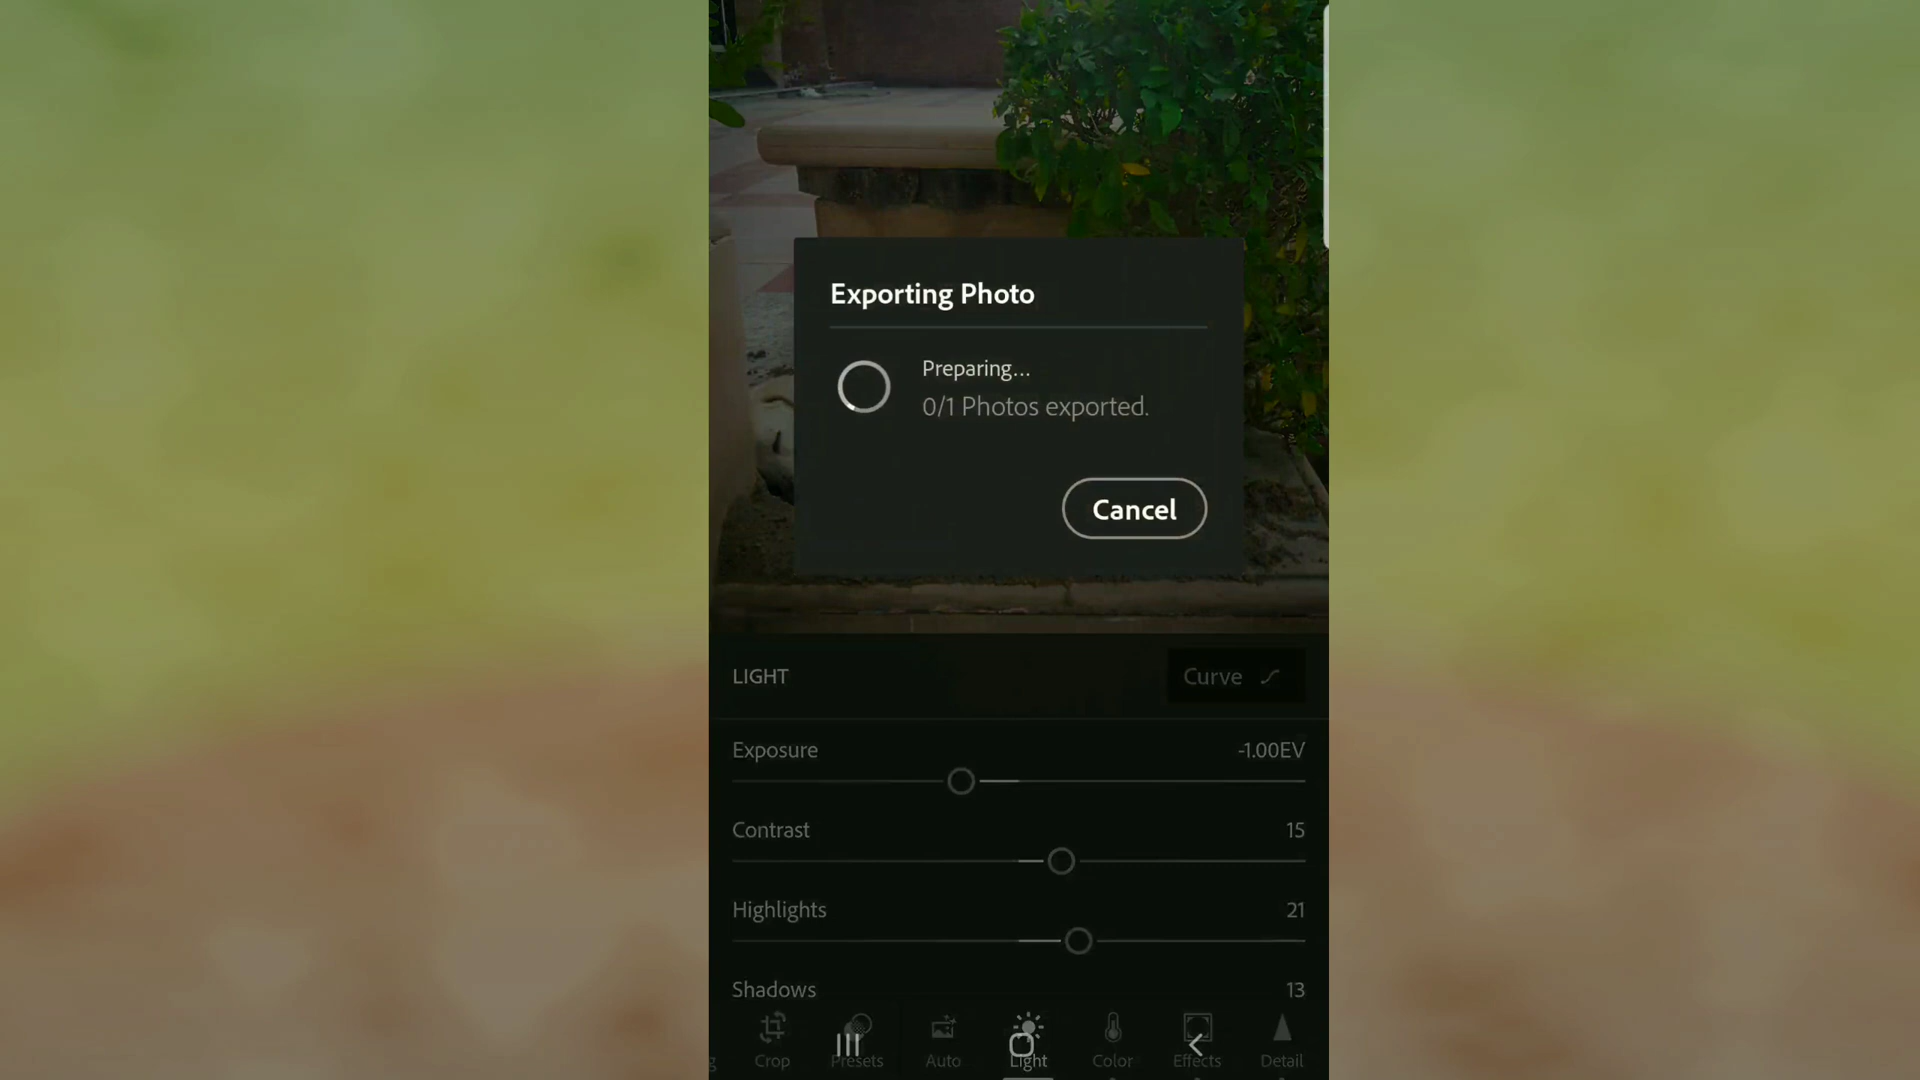 Exporting Photo
Preparing...
0/1 Photos exported.
Cancel
LIGHT
Curve
Exposure
-1.00EV
Contrast
15
Highlights
21
Shadows
13
Crop
Presets
Auto
Light
Color
Effects
Detail